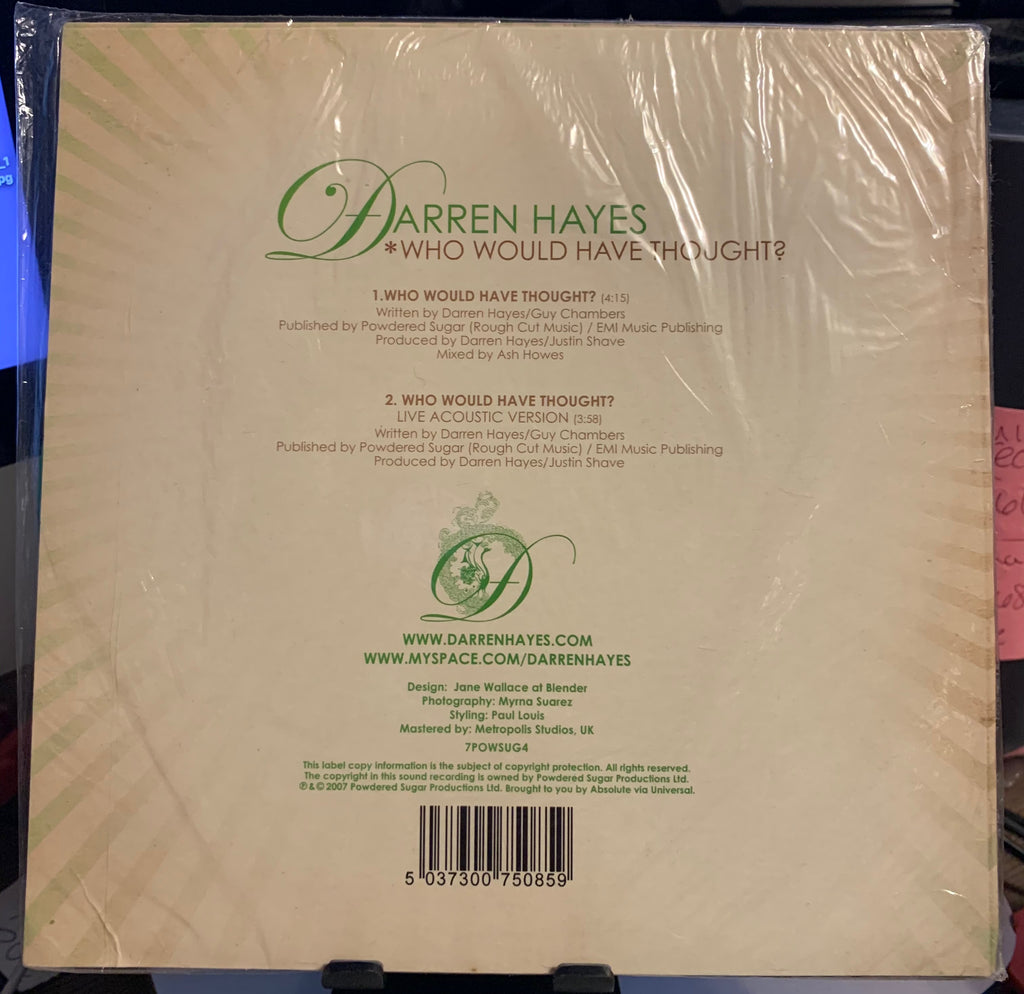 DARREN HAYES
*WHO WOULD HAVE THOUGHT?
1.WHO WOULD HAVE THOUGHT? (4:15)
Written by Darren Hayes/Guy Chambers
Published by Powdered Sugar (Rough Cut Music) / EMI Music Publishing
Produced by Darren Hayes/Justin Shave
Mixed by Ash Howes
2. WHO WOULD HAVE THOUGHT?
LIVE ACOUSTIC VERSION (3:58)
Written by Darren Hayes/Guy Chambers
Published by Powdered Sugar (Rough Cut Music) / EMI Music Publishing
Produced by Darren Hayes/Justin Shave
WWW.DARRENHAYES.COM
WWW.MYSPACE.COM/DARRENHAYES
Design: Jane Wallace at Blender
Photography: Myrna Suarez
Styling: Paul Louis
Mastered by: Metropolis Studios, UK
7POWSUG4
This label copy information is the subject of copyright protection. All rights reserved.
The copyright in this sound recording is owned by Powdered Sugar Productions Ltd.
℗ & © 2007 Powdered Sugar Productions Ltd. Brought to you by Absolute via Universal.
5 037300 750859